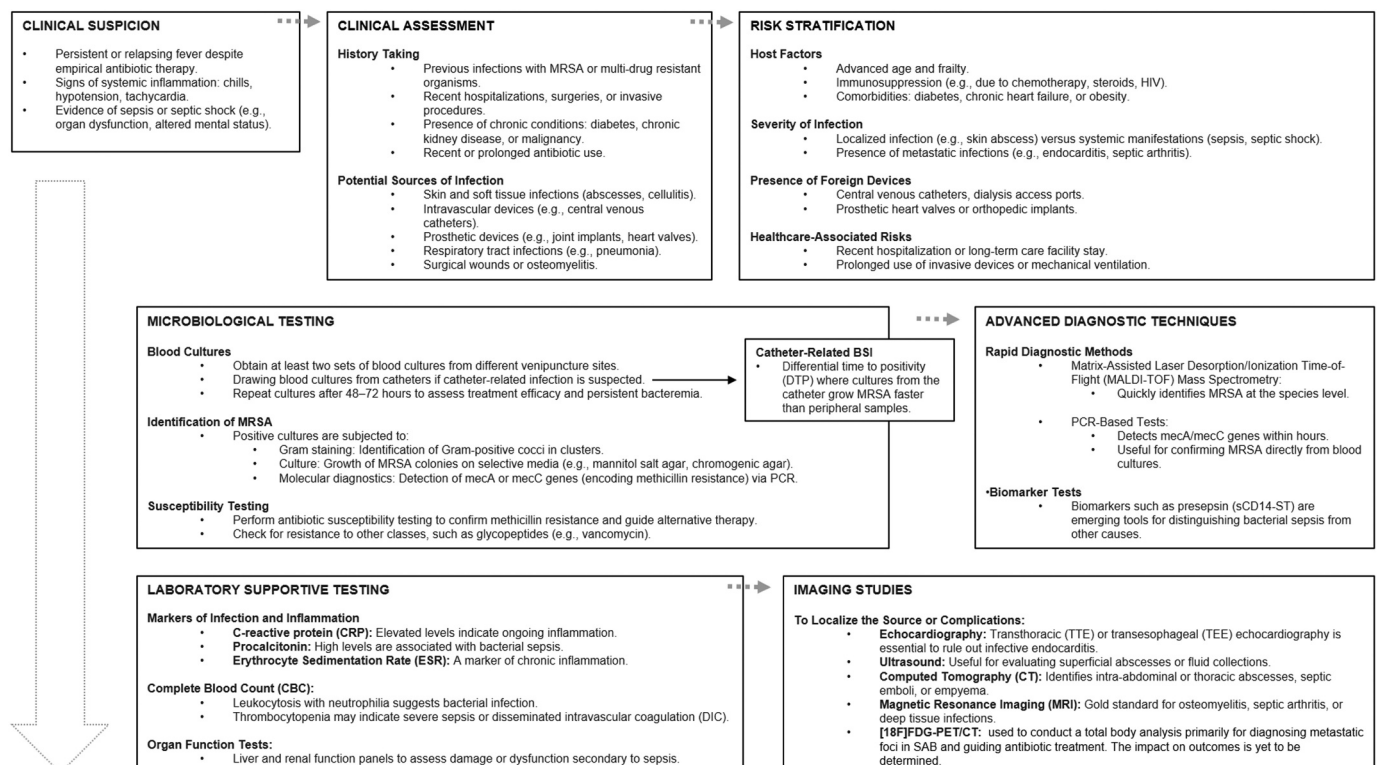 CLINICAL SUSPICION
• Persistent or relapsing fever despite
empirical antibiotic therapy.
• Signs of systemic inflammation: chills,
hypotension, tachycardia.
• Evidence of sepsis or septic shock (e.g.,
organ dysfunction, altered mental status).
CLINICAL ASSESSMENT
History Taking
• Previous infections with MRSA or multi-drug resistant
organisms.
• Recent hospitalizations, surgeries, or invasive
procedures.
• Presence of chronic conditions: diabetes, chronic
kidney disease, or malignancy.
• Recent or prolonged antibiotic use.
Potential Sources of Infection
• Skin and soft tissue infections (abscesses, cellulitis).
• Intravascular devices (e.g., central venous
catheters).
• Prosthetic devices (e.g., joint implants, heart valves).
• Respiratory tract infections (e.g., pneumonia).
• Surgical wounds or osteomyelitis.
RISK STRATIFICATION
Host Factors
• Advanced age and frailty.
• Immunosuppression (e.g., due to chemotherapy, steroids, HIV).
• Comorbidities: diabetes, chronic heart failure, or obesity.
Severity of Infection
• Localized infection (e.g., skin abscess) versus systemic manifestations (sepsis, septic shock).
• Presence of metastatic infections (e.g., endocarditis, septic arthritis).
Presence of Foreign Devices
• Central venous catheters, dialysis access ports.
• Prosthetic heart valves or orthopedic implants.
Healthcare-Associated Risks
• Recent hospitalization or long-term care facility stay.
• Prolonged use of invasive devices or mechanical ventilation.
MICROBIOLOGICAL TESTING
Blood Cultures
• Obtain at least two sets of blood cultures from different venipuncture sites.
• Drawing blood cultures from catheters if catheter-related infection is suspected.
• Repeat cultures after 48–72 hours to assess treatment efficacy and persistent bacteremia.
Identification of MRSA
• Positive cultures are subjected to:
• Gram staining: Identification of Gram-positive cocci in clusters.
• Culture: Growth of MRSA colonies on selective media (e.g., mannitol salt agar, chromogenic agar).
• Molecular diagnostics: Detection of mecA or mecC genes (encoding methicillin resistance) via PCR.
Susceptibility Testing
• Perform antibiotic susceptibility testing to confirm methicillin resistance and guide alternative therapy.
• Check for resistance to other classes, such as glycopeptides (e.g., vancomycin).
Catheter-Related BSI
• Differential time to positivity
(DTP) where cultures from the
catheter grow MRSA faster
than peripheral samples.
ADVANCED DIAGNOSTIC TECHNIQUES
Rapid Diagnostic Methods
• Matrix-Assisted Laser Desorption/Ionization Time-of-
Flight (MALDI-TOF) Mass Spectrometry:
• Quickly identifies MRSA at the species level.
• PCR-Based Tests:
• Detects mecA/mecC genes within hours.
• Useful for confirming MRSA directly from blood
cultures.
•Biomarker Tests
• Biomarkers such as presepsin (sCD14-ST) are
emerging tools for distinguishing bacterial sepsis from
other causes.
LABORATORY SUPPORTIVE TESTING
Markers of Infection and Inflammation
• C-reactive protein (CRP): Elevated levels indicate ongoing inflammation.
• Procalcitonin: High levels are associated with bacterial sepsis.
• Erythrocyte Sedimentation Rate (ESR): A marker of chronic inflammation.
Complete Blood Count (CBC):
• Leukocytosis with neutrophilia suggests bacterial infection.
• Thrombocytopenia may indicate severe sepsis or disseminated intravascular coagulation (DIC).
Organ Function Tests:
• Liver and renal function panels to assess damage or dysfunction secondary to sepsis.
IMAGING STUDIES
To Localize the Source or Complications:
• Echocardiography: Transthoracic (TTE) or transesophageal (TEE) echocardiography is
essential to rule out infective endocarditis.
• Ultrasound: Useful for evaluating superficial abscesses or fluid collections.
• Computed Tomography (CT): Identifies intra-abdominal or thoracic abscesses, septic
emboli, or empyema.
• Magnetic Resonance Imaging (MRI): Gold standard for osteomyelitis, septic arthritis, or
deep tissue infections.
• [18F]FDG-PET/CT: used to conduct a total body analysis primarily for diagnosing metastatic
foci in SAB and guiding antibiotic treatment. The impact on outcomes is yet to be
determined.